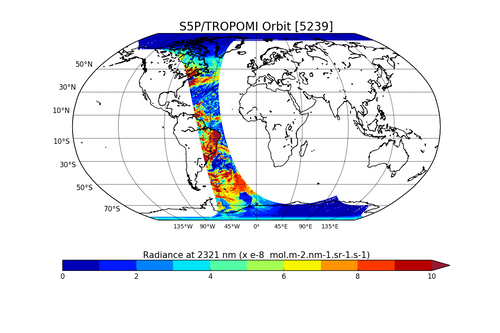 S5P/TROPOMI Orbit [5239]
50°N
30°N
10°N
10°S
30°S
50°S
70°S
135°W 90°W 45°W 0° 45°E 90°E 135°E
Radiance at 2321 nm (x e-8 mol.m-2.nm-1.sr-1.s-1)
0 2 4 6 8 10